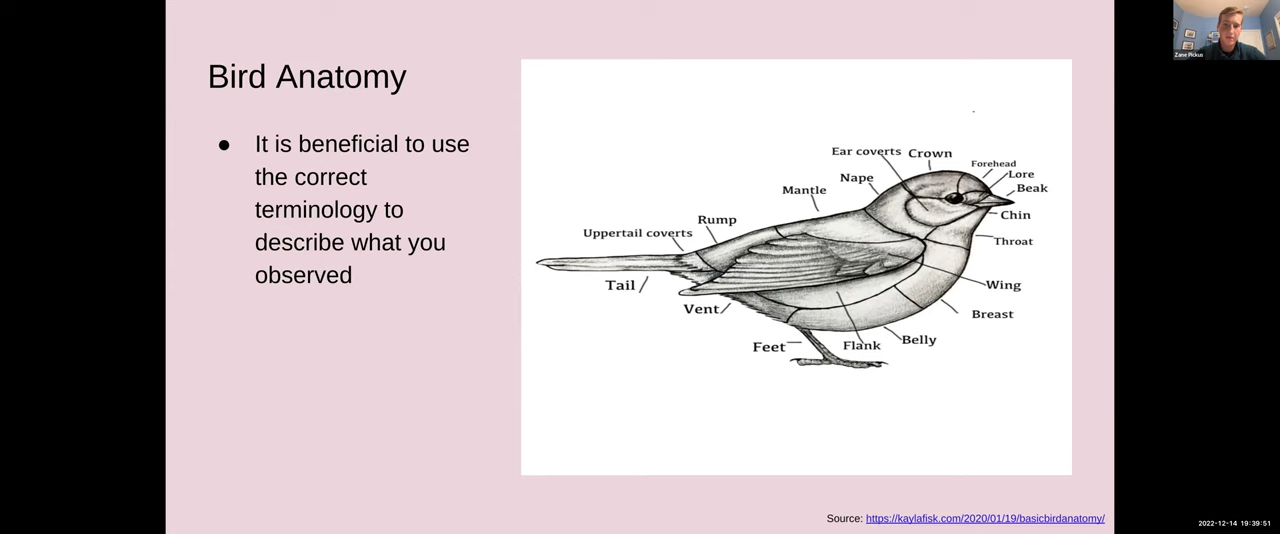 Bird Anatomy
● It is beneficial to use
the correct
terminology to
describe what you
observed
Ear coverts
Crown
Forehead
Lore
Beak
Nape
Mantle
Chin
Rump
Uppertail coverts
Throat
Tail
Wing
Vent
Breast
Feet
Flank
Belly
Source: https://kaylafisk.com/2020/01/19/basicbirdanatomy/
Zane Pickus
2022-12-14 19:39:51